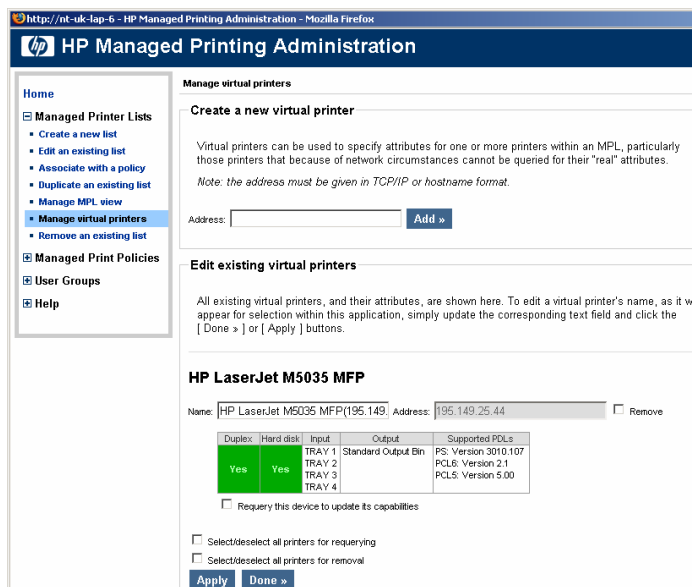 http://nt-uk-lap-6 - HP Managed Printing Administration - Mozilla Firefox
hp HP Managed Printing Administration
Home
Managed Printer Lists
Create a new list
Edit an existing list
Associate with a policy
Duplicate an existing list
Manage MPL view
Manage virtual printers
Remove an existing list
Managed Print Policies
User Groups
Help
Manage virtual printers
Create a new virtual printer
Virtual printers can be used to specify attributes for one or more printers within an MPL, particularly
those printers that because of network circumstances cannot be queried for their "real" attributes.
Note: the address must be given in TCP/IP or hostname format.
Address: Add »
Edit existing virtual printers
All existing virtual printers, and their attributes, are shown here. To edit a virtual printer's name, as it w
appear for selection within this application, simply update the corresponding text field and click the
[ Done » ] or [ Apply ] buttons.
HP LaserJet M5035 MFP
Name: HP LaserJet M5035 MFP(195.149. Address: 195.149.25.44 Remove
Duplex Hard disk Input Output Supported PDLs
Yes Yes TRAY 1 Standard Output Bin PS: Version 3010.107
TRAY 2 PCL6: Version 2.1
TRAY 3 PCL5: Version 5.00
TRAY 4
Requery this device to update its capabilities
Select/deselect all printers for requerying
Select/deselect all printers for removal
Apply Done »